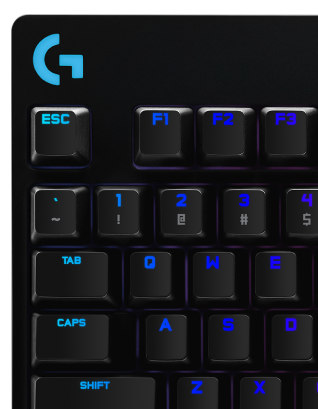 G
ESC F1 F2 F3
` 1 2 3 4
~ ! @ # $
TAB Q W E
CAPS A S D
SHIFT Z X